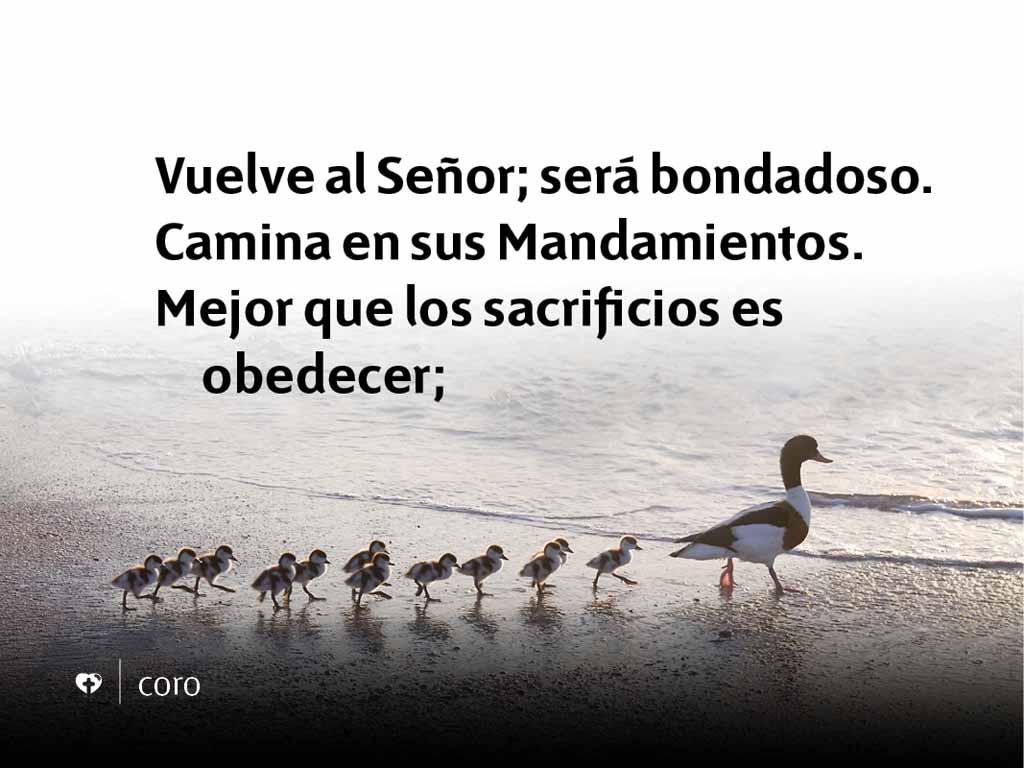 Vuelve al Señor; será bondadoso.
Camina en sus Mandamientos.
Mejor que los sacrificios es
obedecer;
coro